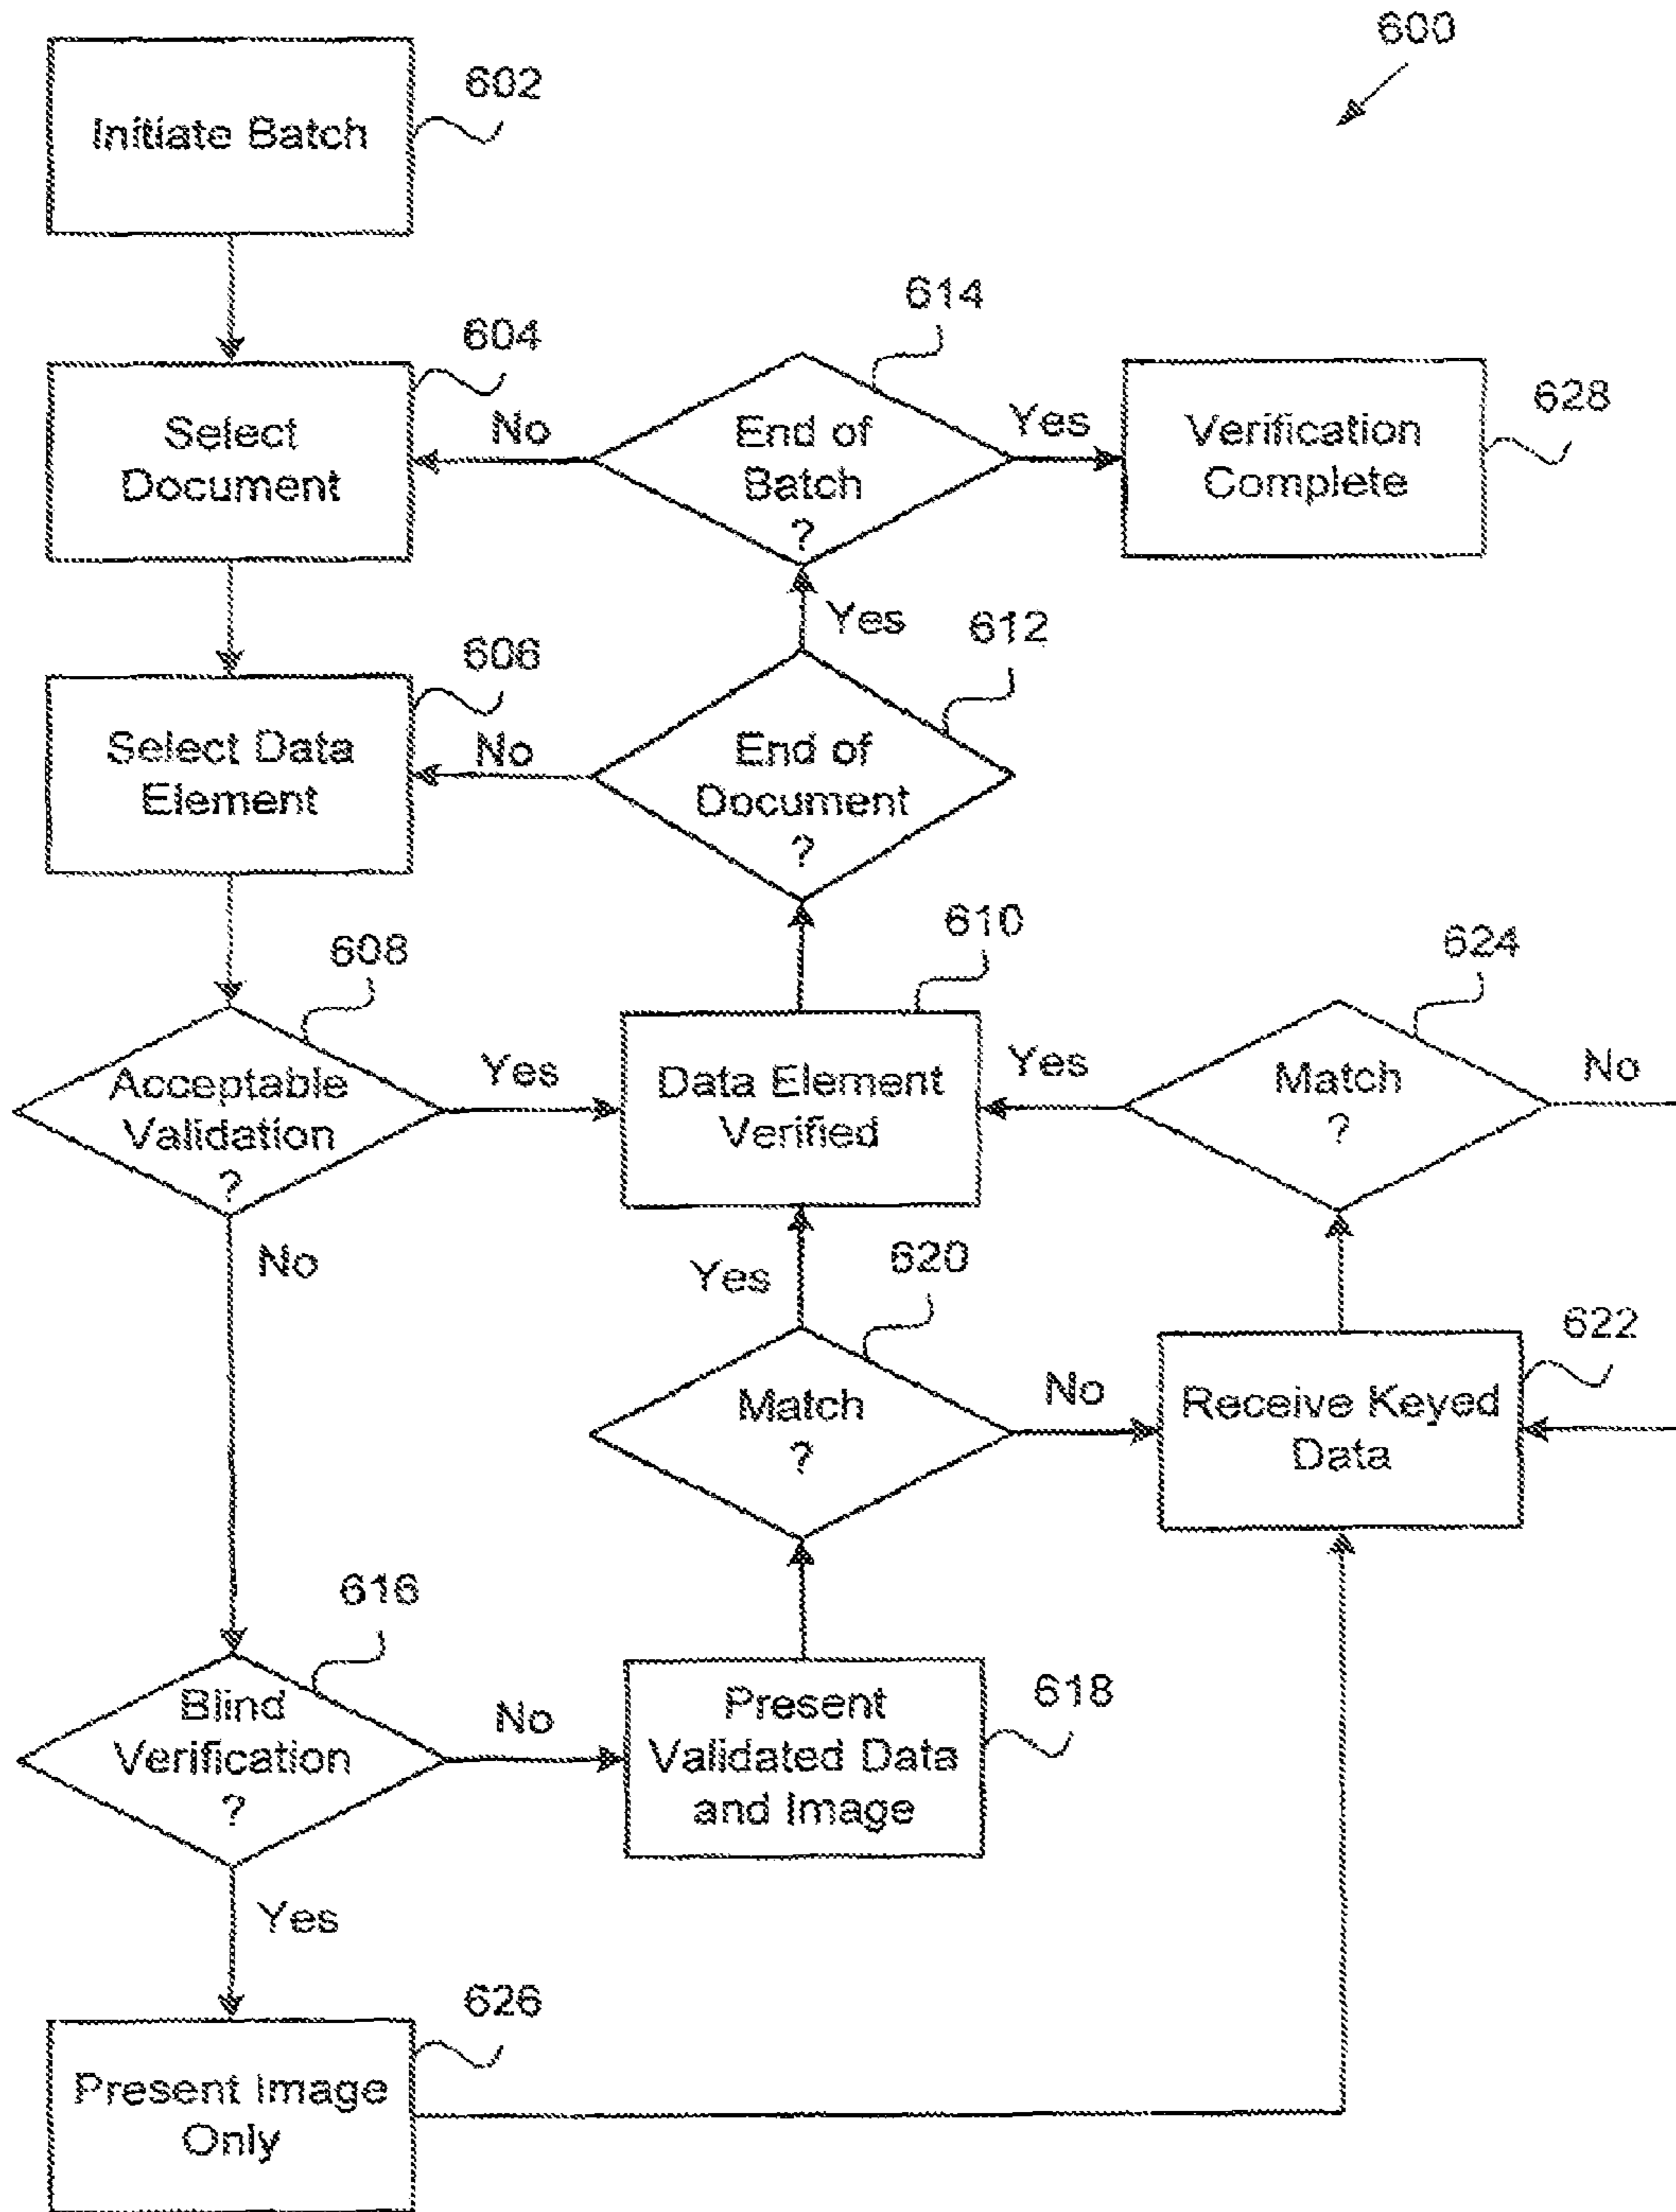 600
Initiate Batch
602
Select
Document
604
No
End of
Batch
?
614
Yes
Verification
Complete
628
Yes
Select Data
Element
606
No
End of
Document
?
612
Acceptable
Validation
?
608
Yes
Data Element
Verified
610
Yes
Match
?
624
No
No
Yes
Match
?
620
No
Receive Keyed
Data
622
Blind
Verification
?
616
No
Present
Validated Data
and Image
618
Yes
Present Image
Only
626